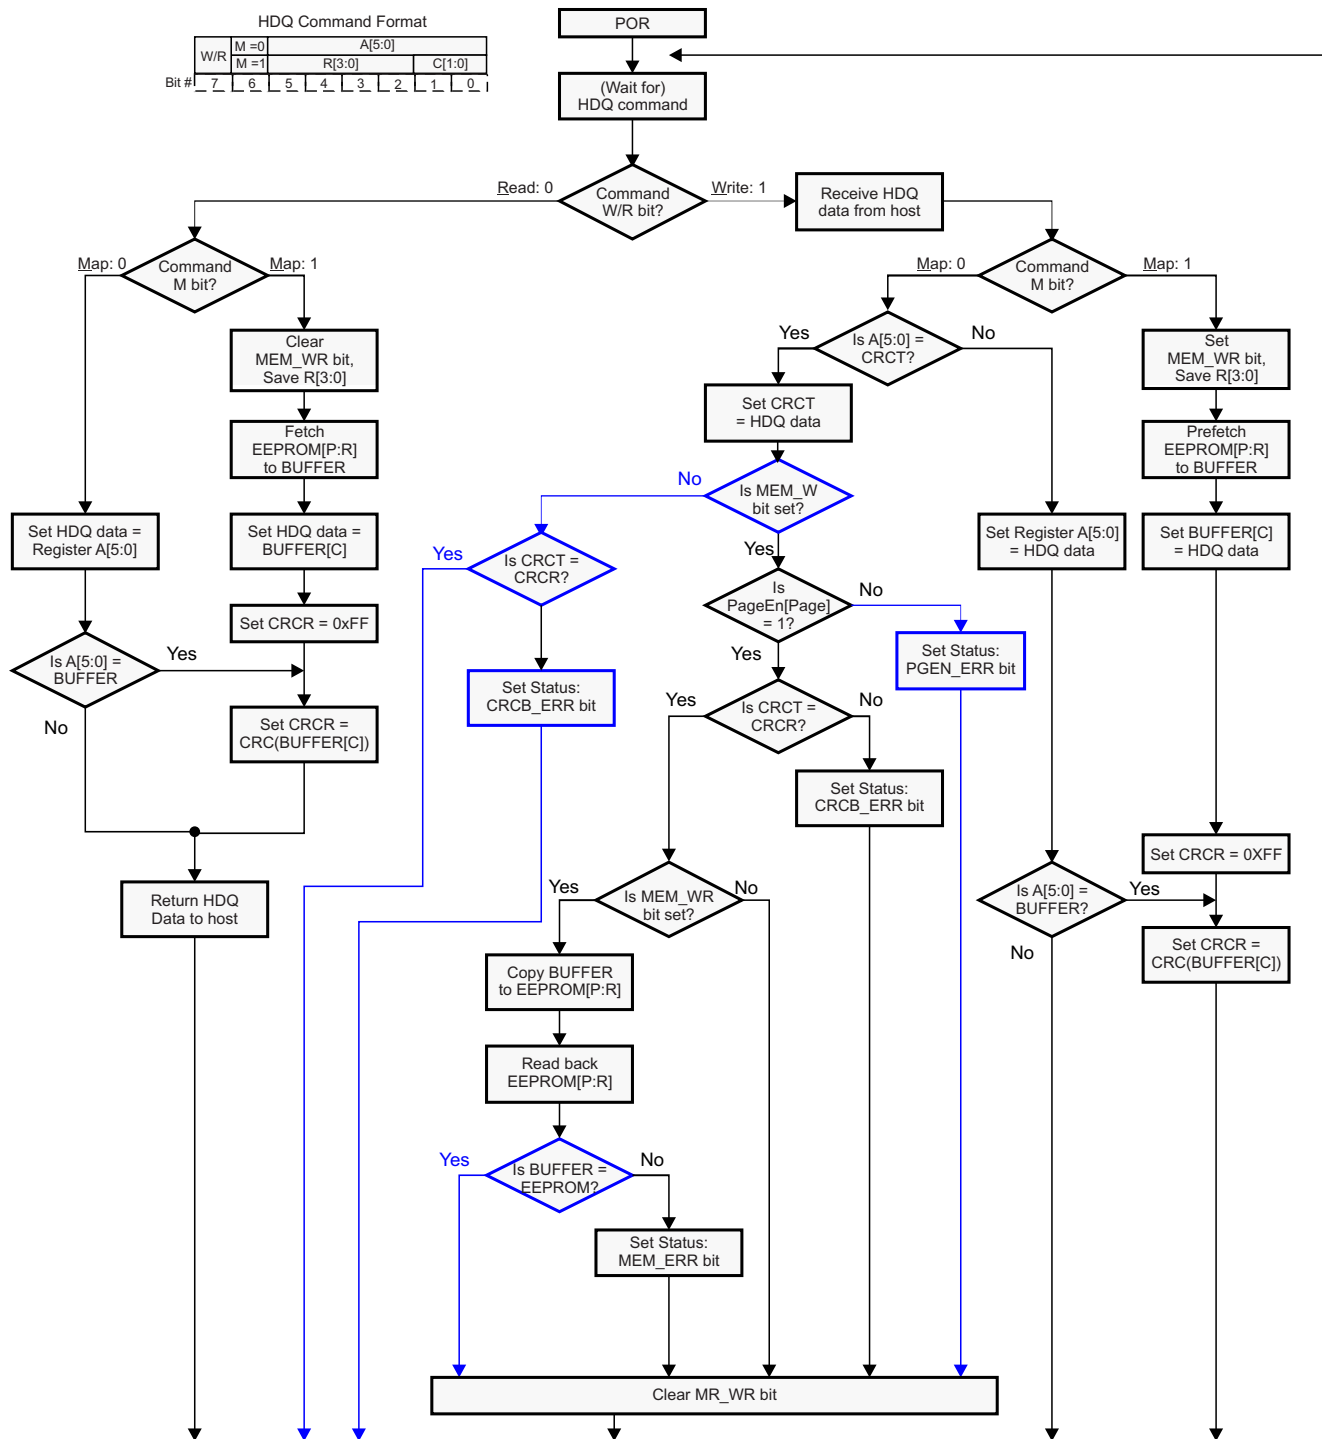 HDQ Command Format
W/R
M =0
A[5:0]
M =1
R[3:0]
C[1:0]
Bit #
7
6
5
4
3
2
1
0
POR
(Wait for)
HDQ command
Command
W/R bit?
Read: 0
Write: 1
Receive HDQ
data from host
Command
M bit?
Map: 0
Map: 1
Command
M bit?
Map: 0
Map: 1
Clear
MEM_WR bit,
Save R[3:0]
Yes
Is A[5:0] =
CRCT?
No
Set
MEM_WR bit,
Save R[3:0]
Set CRCT
= HDQ data
Fetch
EEPROM[P:R]
to BUFFER
Prefetch
EEPROM[P:R]
to BUFFER
No
Is MEM_W
bit set?
Yes
Set HDQ data =
Register A[5:0]
Set HDQ data =
BUFFER[C]
Set Register A[5:0]
= HDQ data
Set BUFFER[C]
= HDQ data
Yes
Is CRCT =
CRCR?
Is
PageEn[Page]
= 1?
No
Yes
Set CRCR = 0xFF
Set Status:
PGEN_ERR bit
Is A[5:0] =
BUFFER
Yes
No
Set Status:
CRCB_ERR bit
Yes
Is CRCT =
CRCR?
No
Set CRCR =
CRC(BUFFER[C])
Set Status:
CRCB_ERR bit
Set CRCR = 0XFF
Return HDQ
Data to host
Yes
Is MEM_WR
bit set?
No
Is A[5:0] =
BUFFER?
Yes
No
Set CRCR =
CRC(BUFFER[C])
Copy BUFFER
to EEPROM[P:R]
Read back
EEPROM[P:R]
Yes
Is BUFFER =
EEPROM?
No
Set Status:
MEM_ERR bit
Clear MR_WR bit